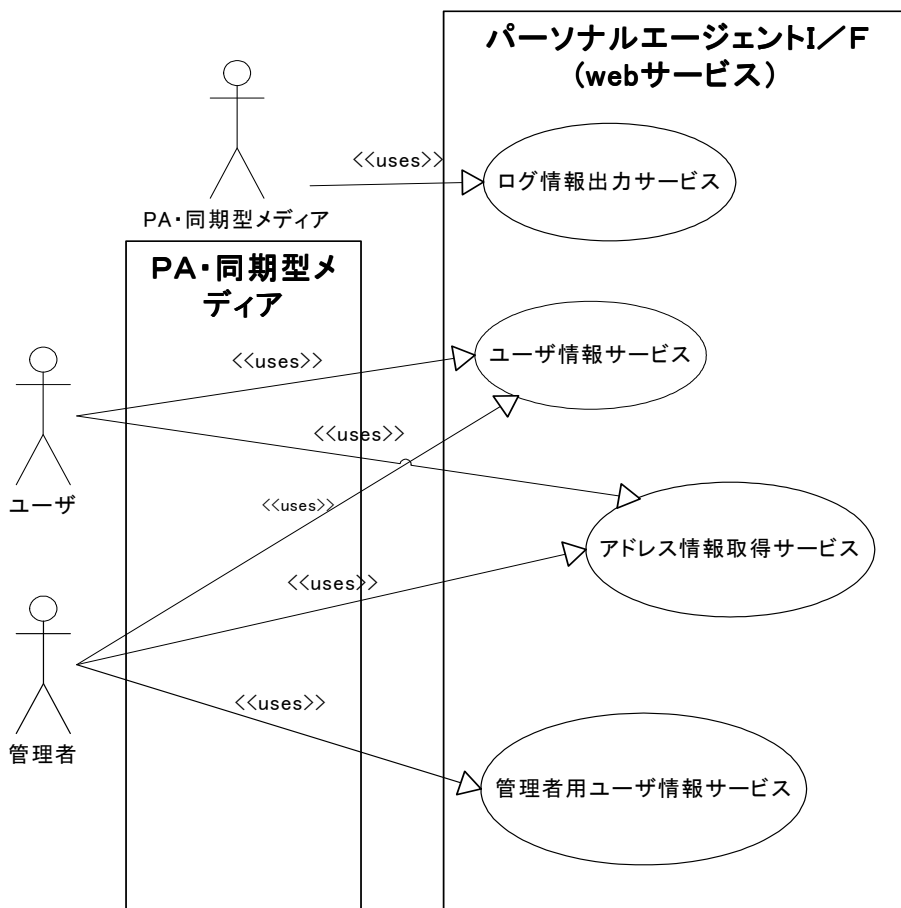 パーソナルエージェントI／F
(webサービス)
<<uses>>
ログ情報出力サービス
PA・同期型メディア
PA・同期型メ
ディア
<<uses>>
ユーザ情報サービス
<<uses>>
ユーザ
<<uses>>
アドレス情報取得サービス
<<uses>>
管理者
<<uses>>
管理者用ユーザ情報サービス